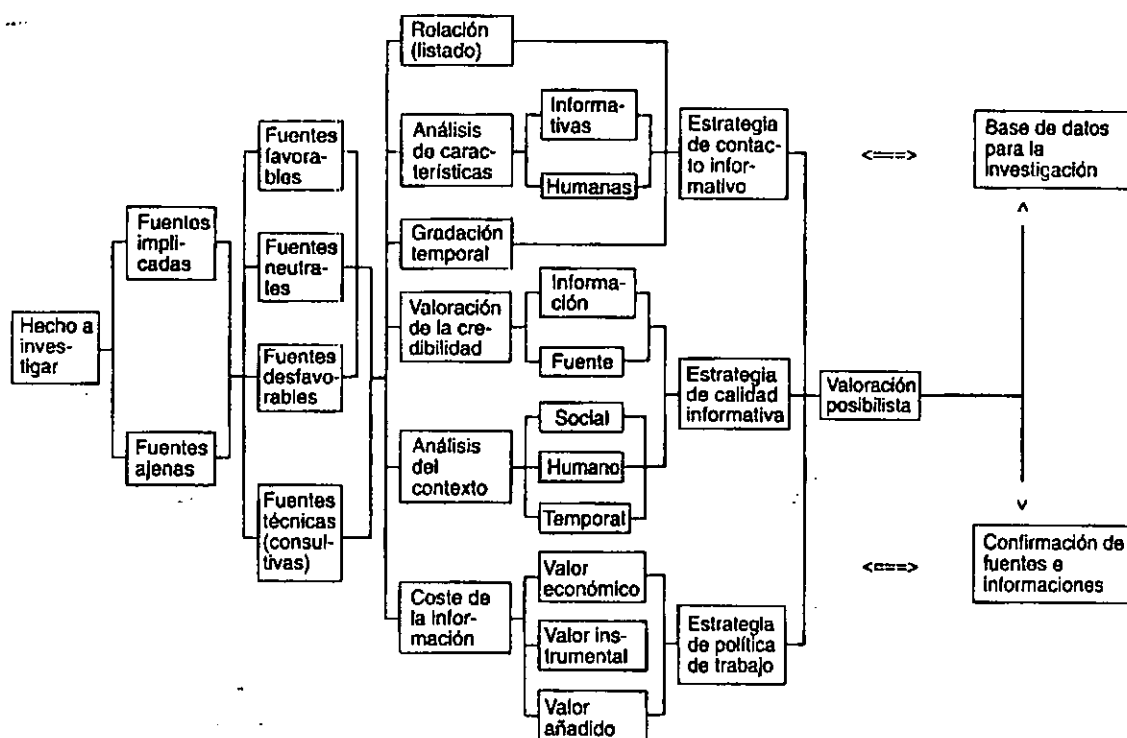 Hecho a
inves-
tigar
Fuentes
impli-
cadas
Fuentes
ajenas
Fuentes
favora-
bles
Fuentes
neutra-
les
Fuentes
desfavo-
rables
Fuentes
técnicas
(consul-
tivas)
Rolación
(listado)
Análisis
de carac-
terísticas
Gradación
temporal
Valoración
de la cre-
dibilidad
Análisis
del
contexto
Coste de
la infor-
mación
Informa-
tivas
Humanas
Informa-
ción
Fuente
Social
Humano
Temporal
Valor
económico
Valor ins-
trumental
Valor
añadido
Estrategia
de contac-
to infor-
mativo
Estrategia
de calidad
informativa
Estrategia
de política
de trabajo
Valoración
posibilista
<===>
Base de datos
para la
investigación
<===>
Confirmación de
fuentes e
informaciones